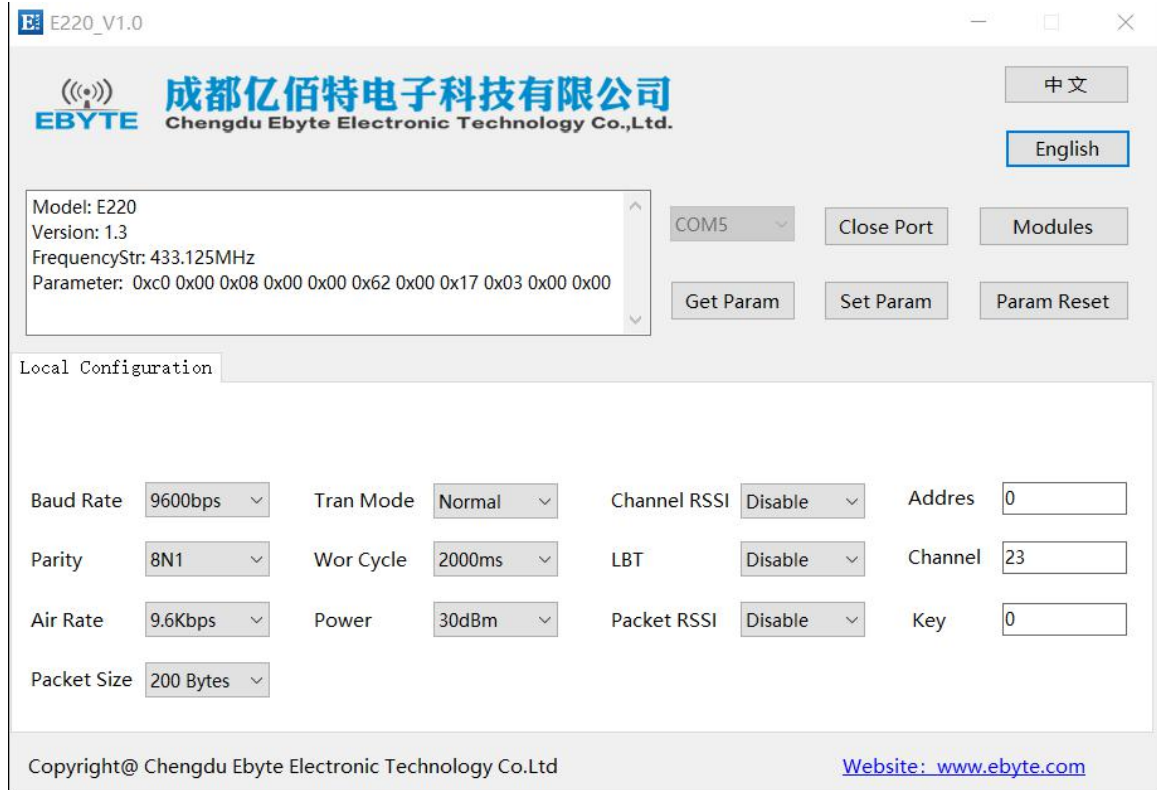 E220_V1.0
EBYTE
成都亿佰特电子科技有限公司
Chengdu Ebyte Electronic Technology Co.,Ltd.
中文
English
Model: E220
Version: 1.3
FrequencyStr: 433.125MHz
Parameter: 0xc0 0x00 0x08 0x00 0x00 0x62 0x00 0x17 0x03 0x00 0x00
COM5 Close Port Modules
Get Param Set Param Param Reset
Local Configuration
Baud Rate 9600bps Tran Mode Normal Channel RSSI Disable Addres 0
Parity 8N1 Wor Cycle 2000ms LBT Disable Channel 23
Air Rate 9.6Kbps Power 30dBm Packet RSSI Disable Key 0
Packet Size 200 Bytes
Copyright@ Chengdu Ebyte Electronic Technology Co.Ltd Website: www.ebyte.com